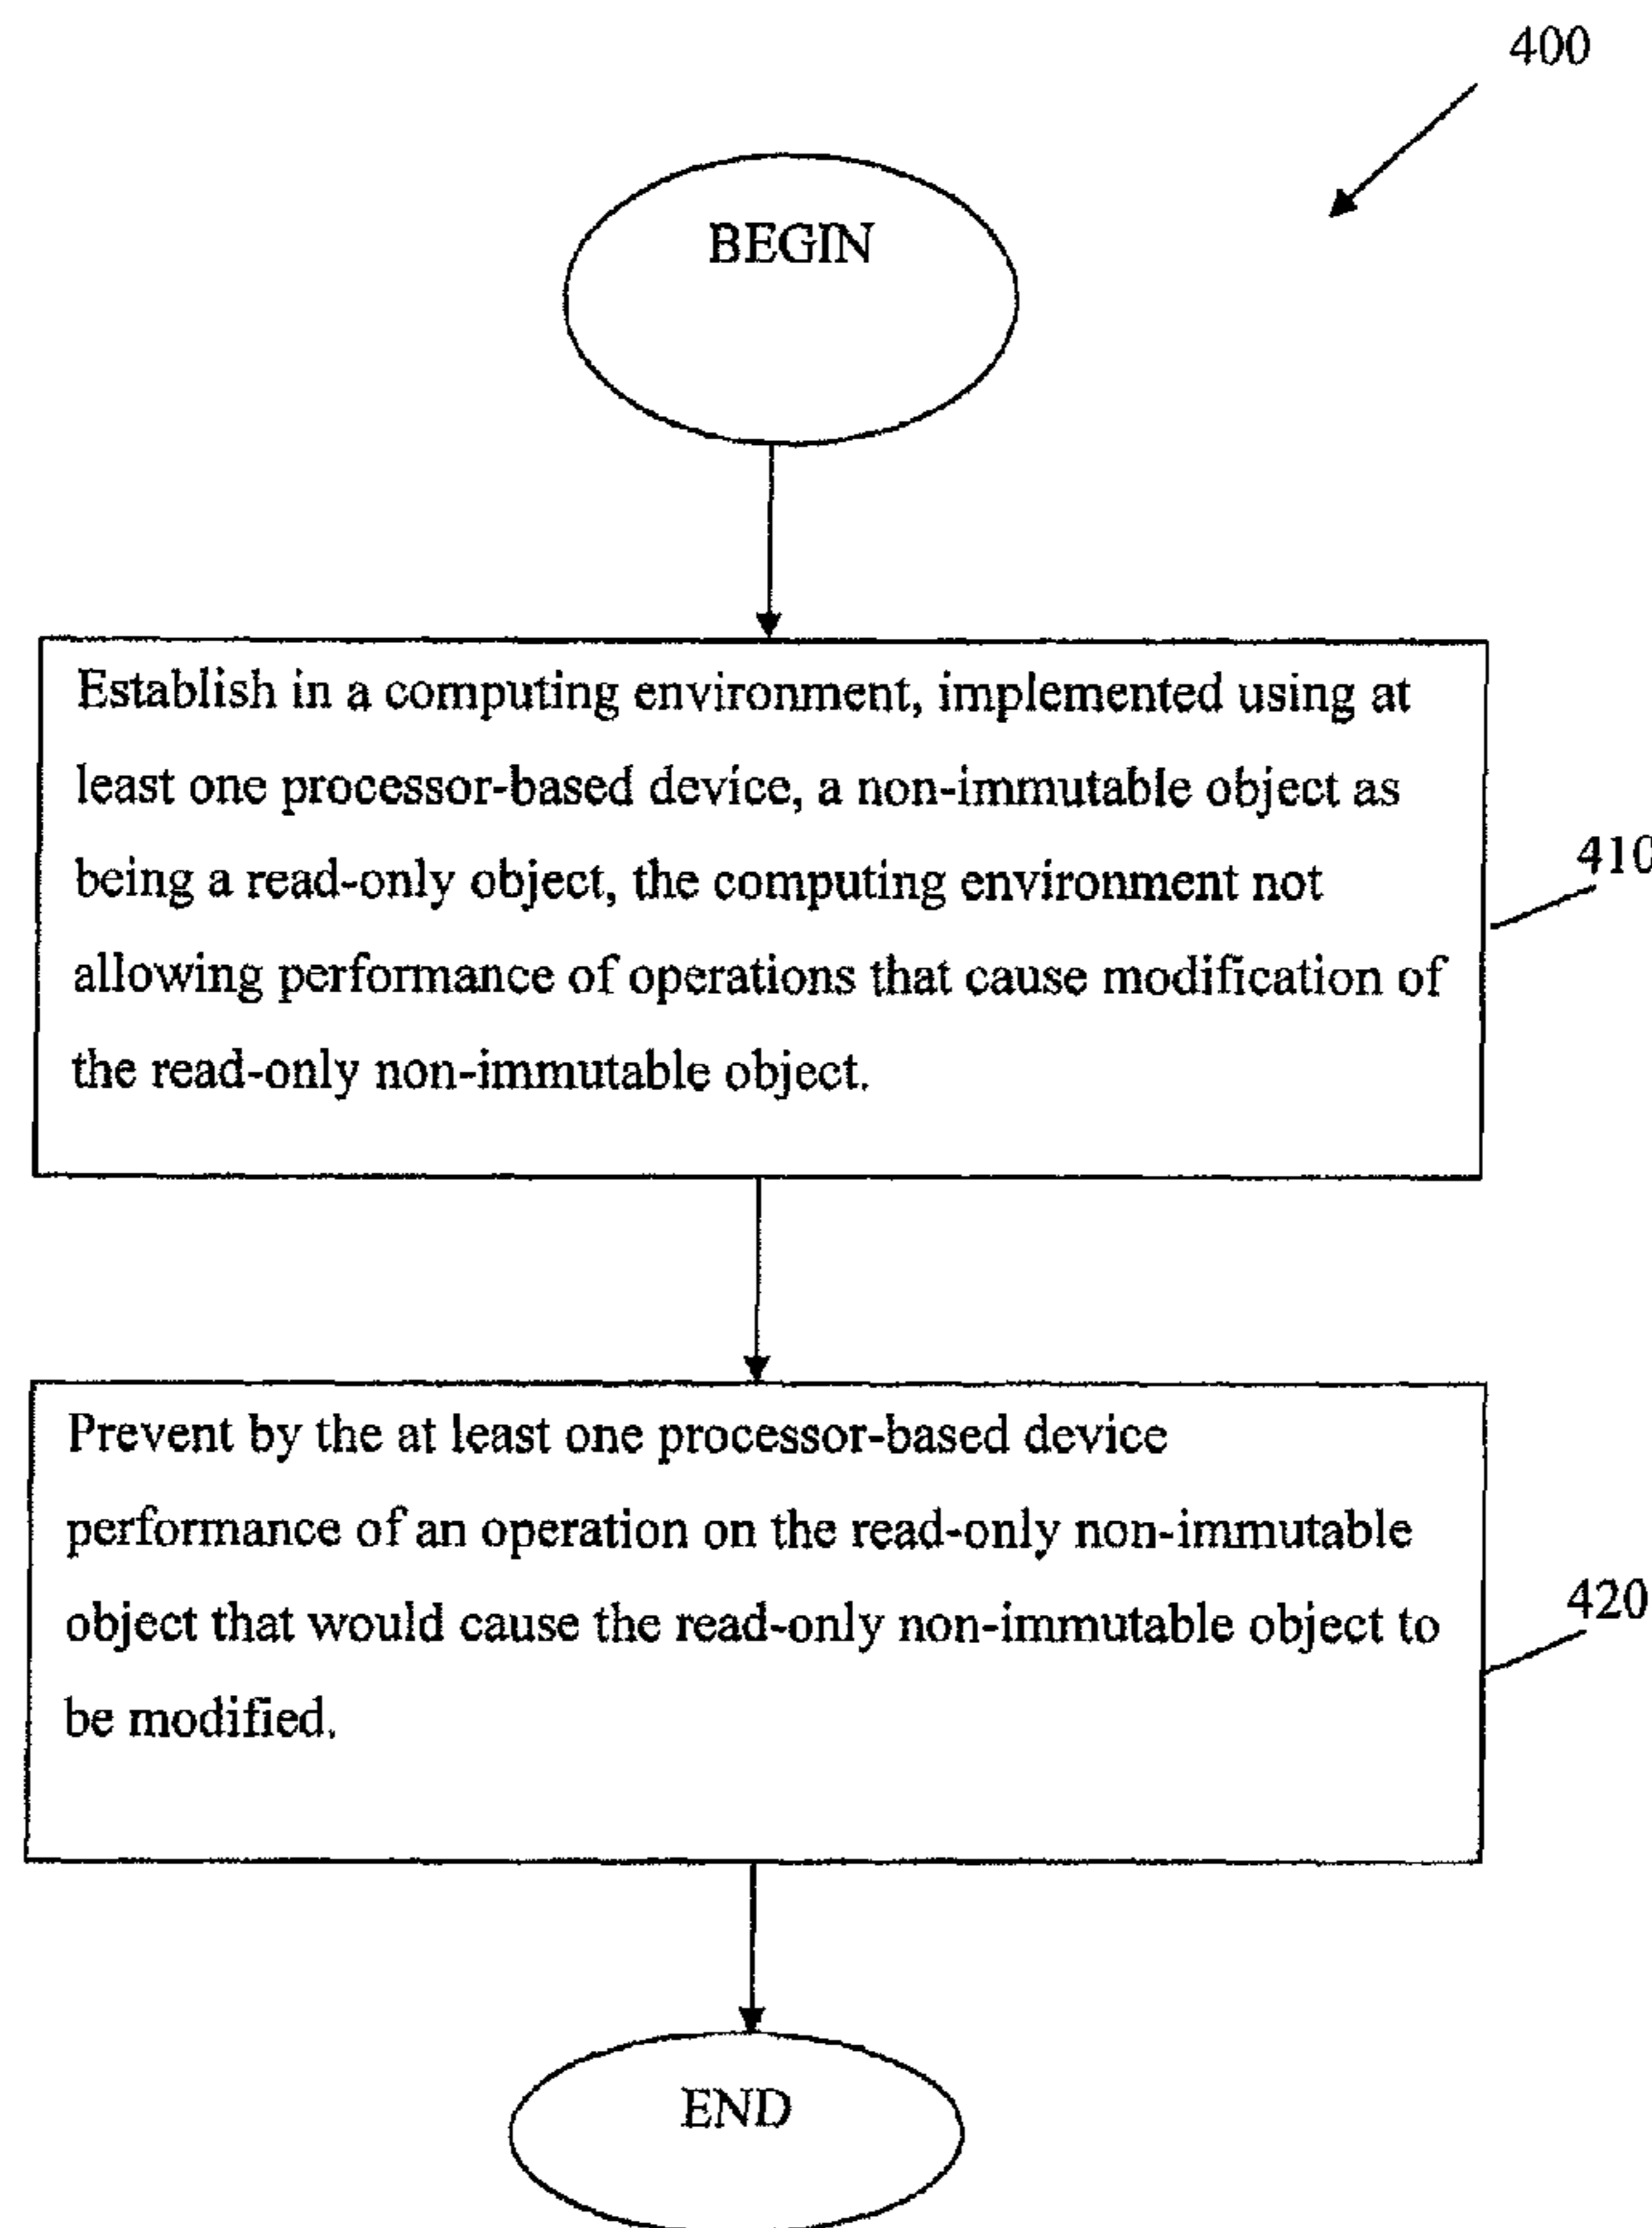 400
BEGIN
Establish in a computing environment, implemented using at
least one processor-based device, a non-immutable object as
being a read-only object, the computing environment not
allowing performance of operations that cause modification of
the read-only non-immutable object.
410
Prevent by the at least one processor-based device
performance of an operation on the read-only non-immutable
object that would cause the read-only non-immutable object to
be modified.
420
END